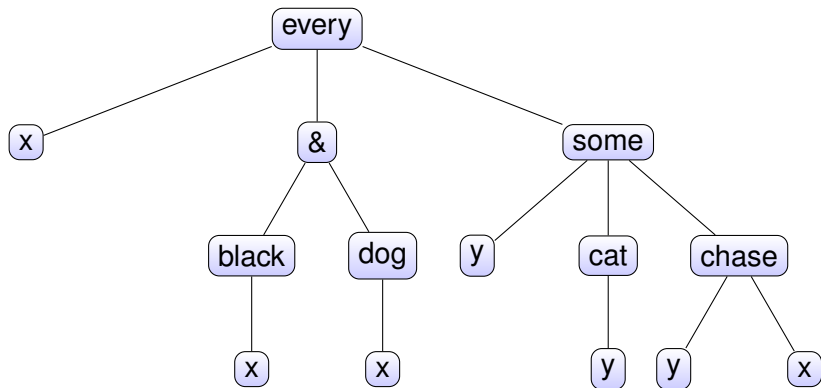 every
x & some
black dog y cat chase
x x y y x